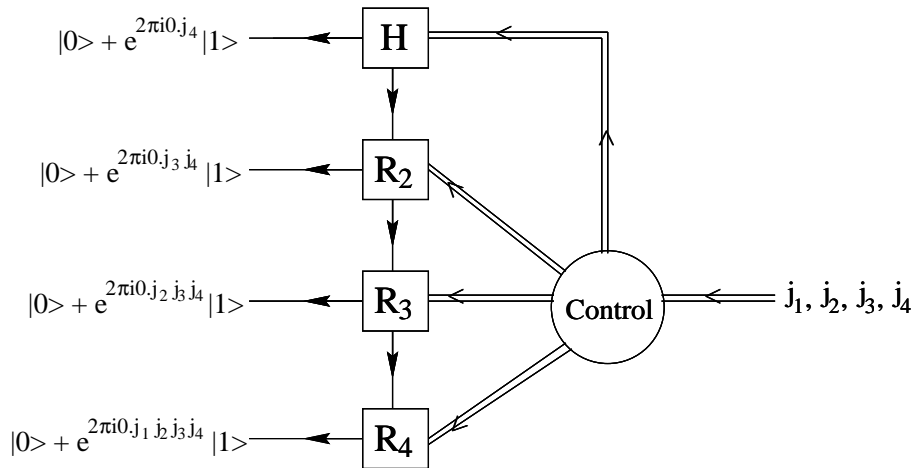 |0> + e^{2πi0.j_4} |1> H
|0> + e^{2πi0.j_3 j_4} |1> R_2
|0> + e^{2πi0.j_2 j_3 j_4} |1> R_3 Control j_1, j_2, j_3, j_4
|0> + e^{2πi0.j_1 j_2 j_3 j_4} |1> R_4